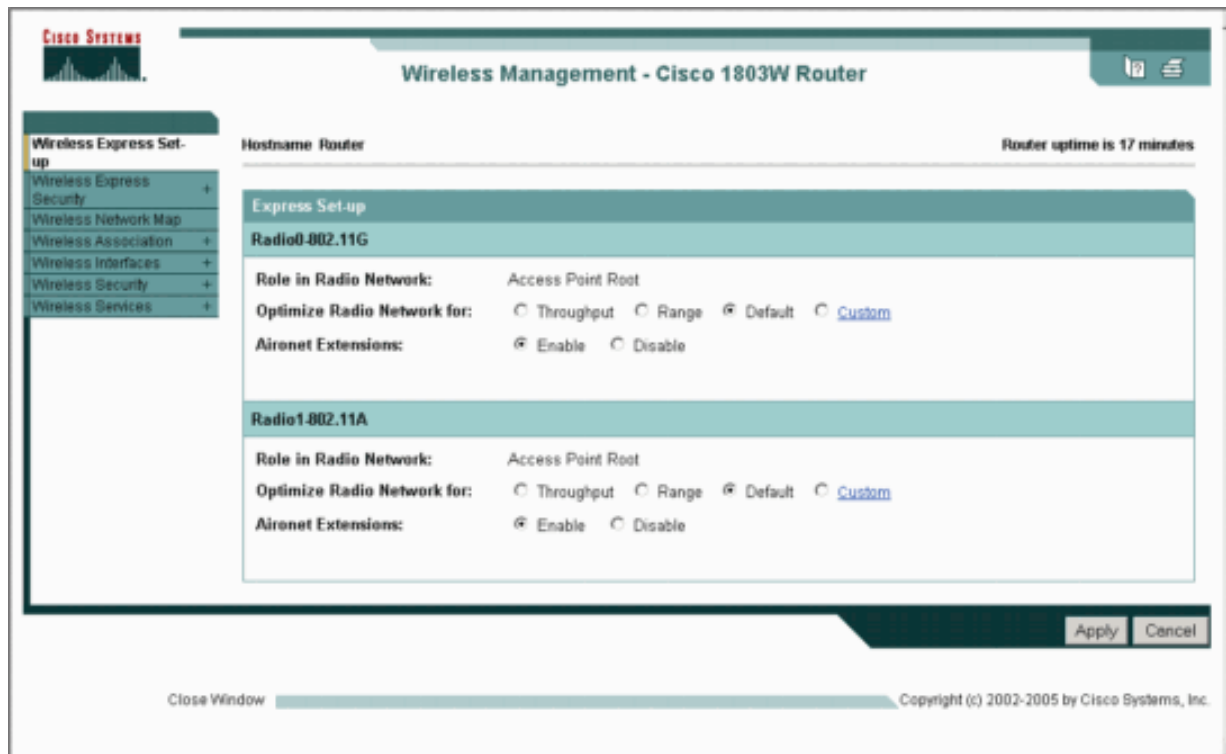 CISCO SYSTEMS
Wireless Management - Cisco 1803W Router
Wireless Express Set-
up
Wireless Express
Security +
Wireless Network Map
Wireless Association +
Wireless Interfaces +
Wireless Security +
Wireless Services +
Hostname Router
Router uptime is 17 minutes
Express Set-up
Radio0-802.11G
Role in Radio Network: Access Point Root
Optimize Radio Network for: Throughput Range Default Custom
Aironet Extensions: Enable Disable
Radio1-802.11A
Role in Radio Network: Access Point Root
Optimize Radio Network for: Throughput Range Default Custom
Aironet Extensions: Enable Disable
Apply Cancel
Close Window
Copyright (c) 2002-2005 by Cisco Systems, Inc.